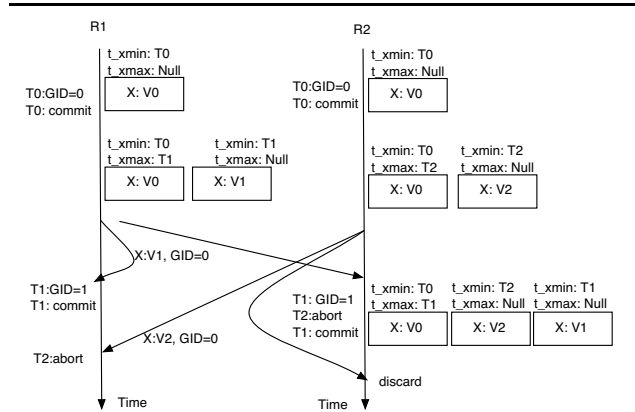 R1
R2
t_xmin: T0
t_xmax: Null
X: V0
T0:GID=0
T0: commit
t_xmin: T0
t_xmax: Null
X: V0
T0:GID=0
T0: commit
t_xmin: T0
t_xmax: T1
X: V0
t_xmin: T1
t_xmax: Null
X: V1
t_xmin: T0
t_xmax: T2
X: V0
t_xmin: T2
t_xmax: Null
X: V2
X:V1, GID=0
T1:GID=1
T1: commit
X:V2, GID=0
T2:abort
T1: GID=1
T2:abort
T1: commit
t_xmin: T0
t_xmax: T1
X: V0
t_xmin: T2
t_xmax: Null
X: V2
t_xmin: T1
t_xmax: Null
X: V1
discard
Time
Time